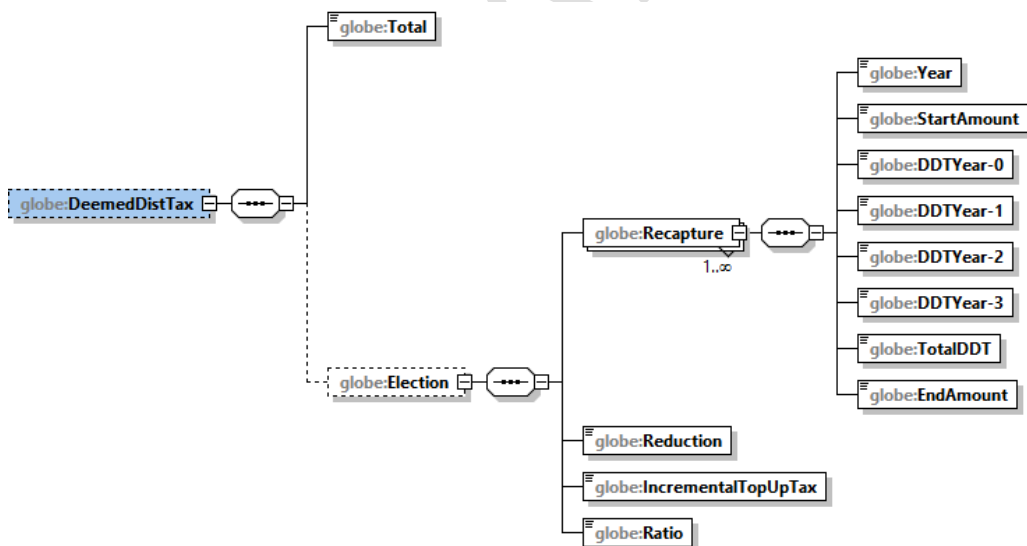 globe:Total
globe:DeemedDistTax
globe:Election
globe:Recapture
1..∞
globe:Year
globe:StartAmount
globe:DDTYear-0
globe:DDTYear-1
globe:DDTYear-2
globe:DDTYear-3
globe:TotalDDT
globe:EndAmount
globe:Reduction
globe:IncrementalTopUpTax
globe:Ratio